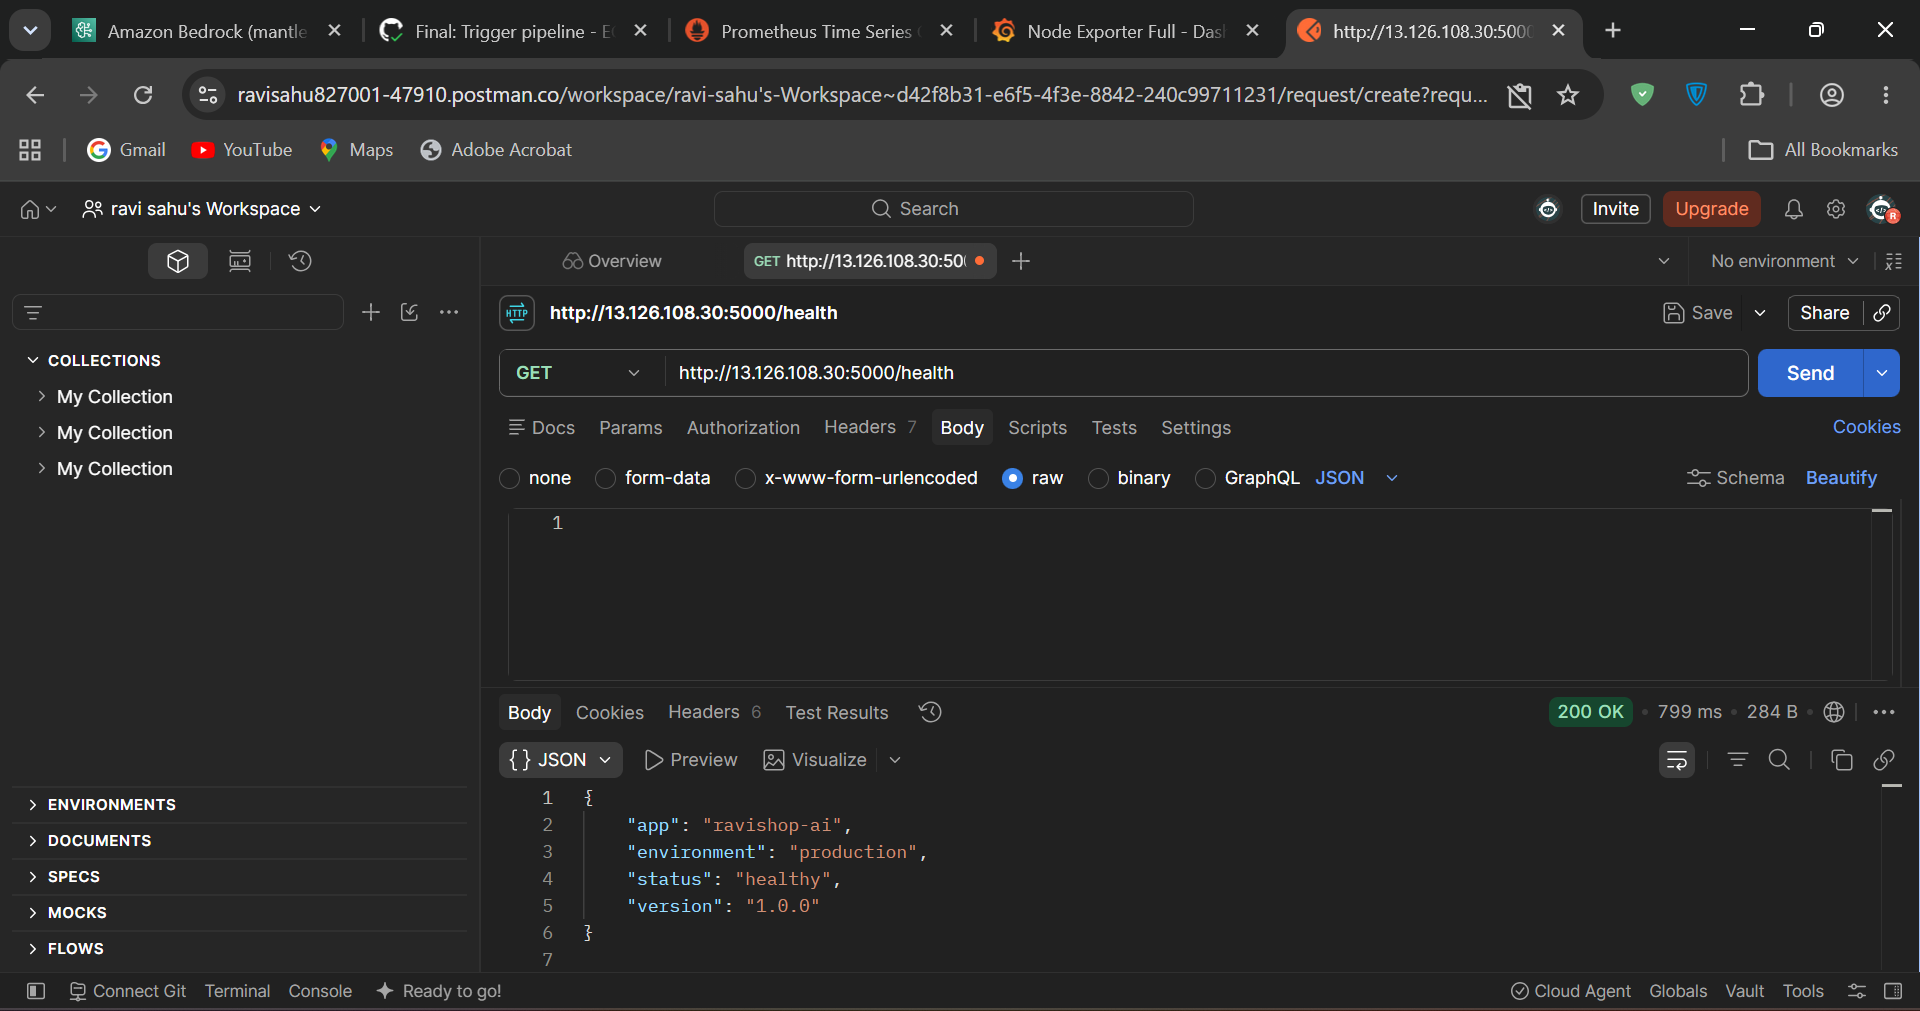 Amazon Bedrock (mantle
Final: Trigger pipeline - E
Prometheus Time Series
Node Exporter Full - Dash
http://13.126.108.30:5000
ravisahu827001-47910.postman.co/workspace/ravi-sahu's-Workspace~d42f8b31-e6f5-4f3e-8842-240c99711231/request/create?requ...
Gmail
YouTube
Maps
Adobe Acrobat
All Bookmarks
ravi sahu's Workspace
Search
Invite
Upgrade
R
Overview
GET http://13.126.108.30:50
No environment
HTTP
http://13.126.108.30:5000/health
Save
Share
COLLECTIONS
My Collection
My Collection
My Collection
GET
http://13.126.108.30:5000/health
Send
Docs
Params
Authorization
Headers 7
Body
Scripts
Tests
Settings
Cookies
none
form-data
x-www-form-urlencoded
raw
binary
GraphQL
JSON
Schema
Beautify
1
Body
Cookies
Headers 6
Test Results
200 OK • 799 ms • 284 B
{} JSON
Preview
Visualize
1 {
2 "app": "ravishop-ai",
3 "environment": "production",
4 "status": "healthy",
5 "version": "1.0.0"
6 }
7
ENVIRONMENTS
DOCUMENTS
SPECS
MOCKS
FLOWS
Connect Git
Terminal
Console
Ready to go!
Cloud Agent
Globals
Vault
Tools